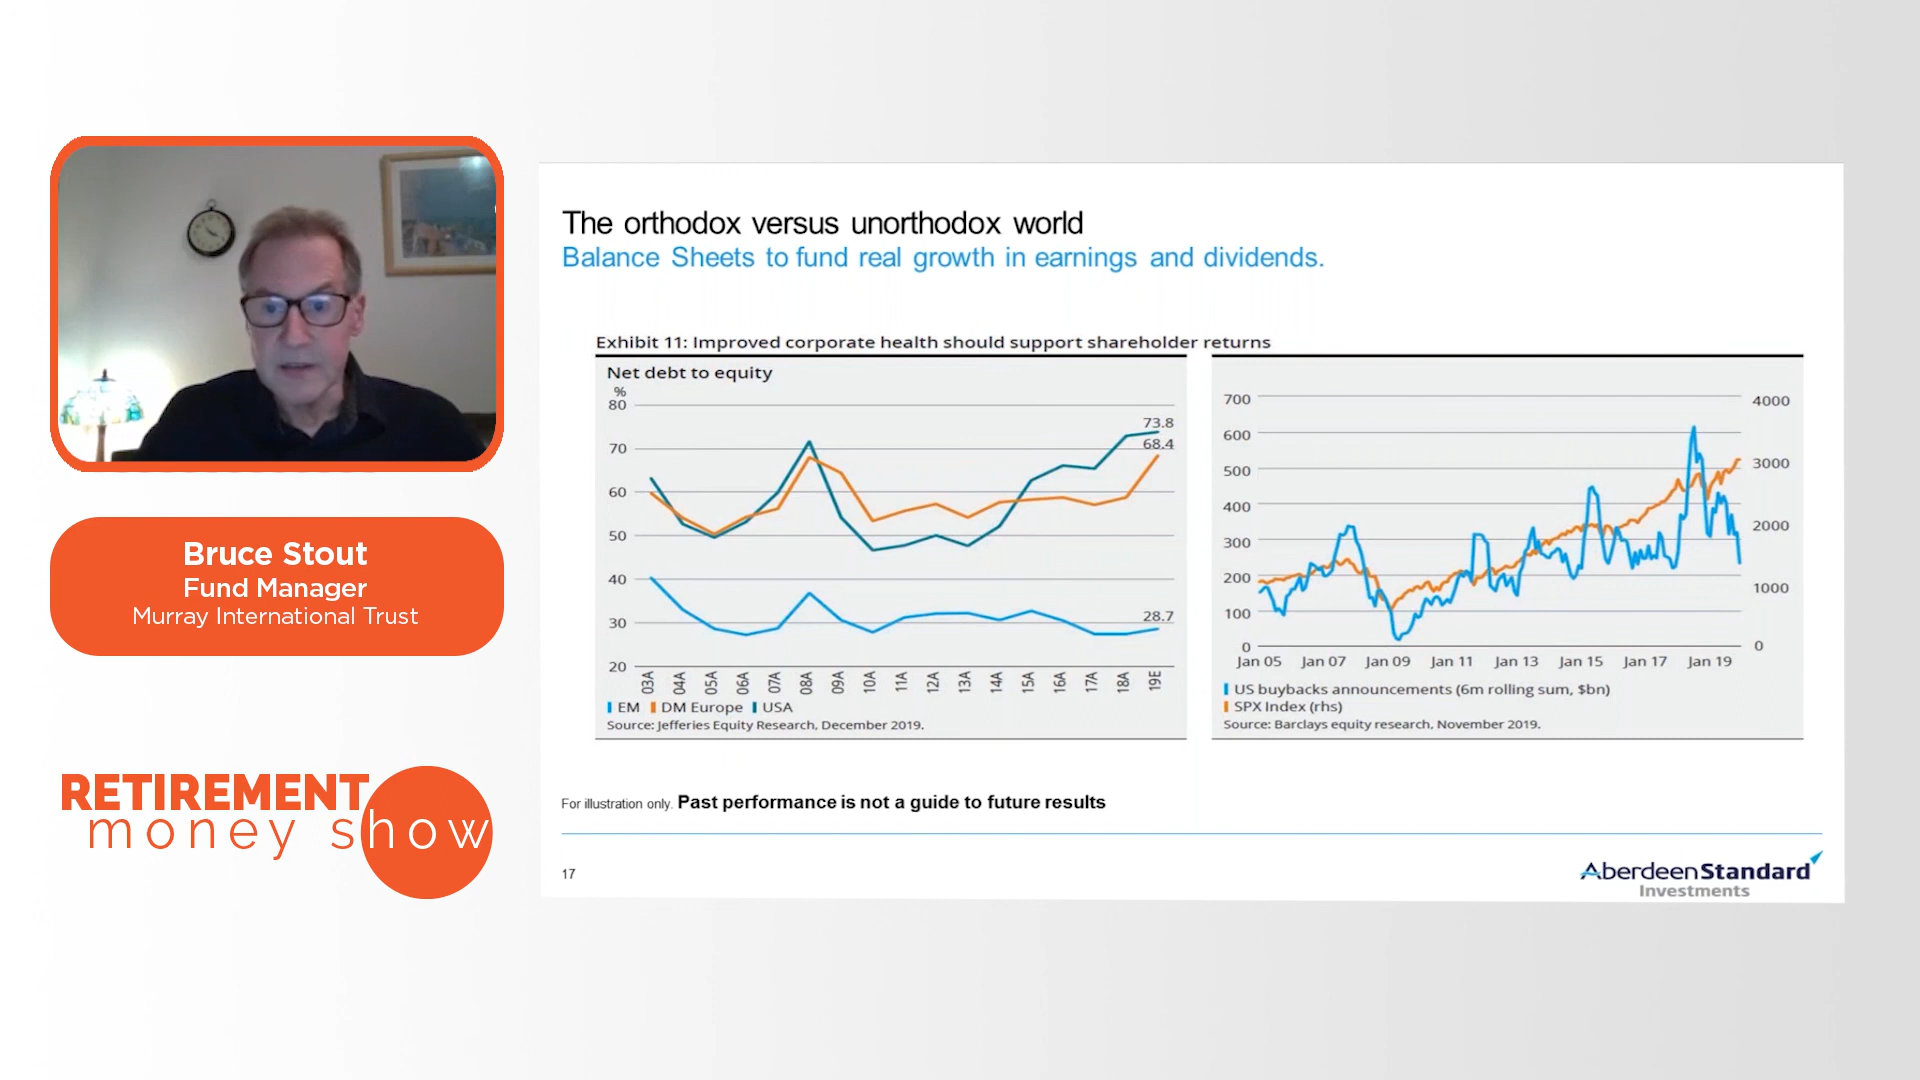 Bruce Stout
Fund Manager
Murray International Trust
RETIREMENT
money show
The orthodox versus unorthodox world
Balance Sheets to fund real growth in earnings and dividends.
Exhibit 11: Improved corporate health should support shareholder returns
Net debt to equity
%
80
70
60
50
40
30
20
73.8
68.4
28.7
03A 04A 05A 06A 07A 08A 09A 10A 11A 12A 13A 14A 15A 16A 17A 18A 19E
EM DM Europe USA
Source: Jefferies Equity Research, December 2019.
700
600
500
400
300
200
100
0
4000
3000
2000
1000
0
Jan 05 Jan 07 Jan 09 Jan 11 Jan 13 Jan 15 Jan 17 Jan 19
US buybacks announcements (6m rolling sum, $bn)
SPX Index (rhs)
Source: Barclays equity research, November 2019.
For illustration only. Past performance is not a guide to future results
17
AberdeenStandard
Investments